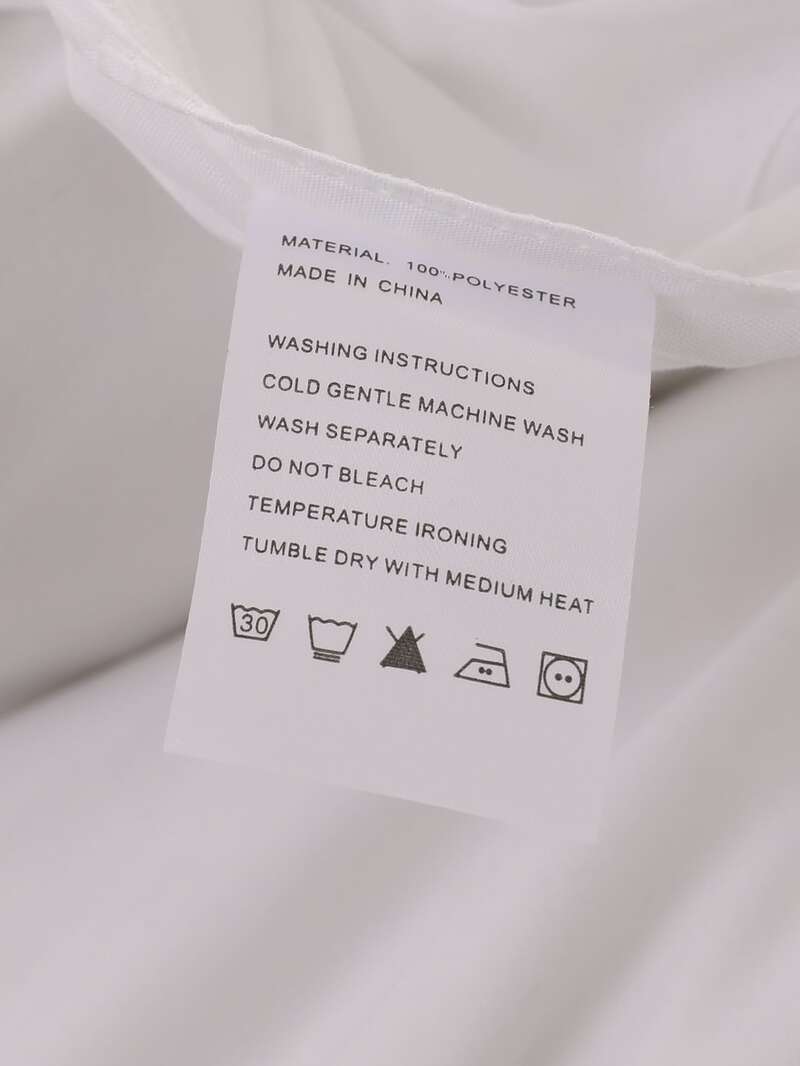 MATERIAL. 100% POLYESTER
MADE IN CHINA
WASHING INSTRUCTIONS
COLD GENTLE MACHINE WASH
WASH SEPARATELY
DO NOT BLEACH
TEMPERATURE IRONING
TUMBLE DRY WITH MEDIUM HEAT
30